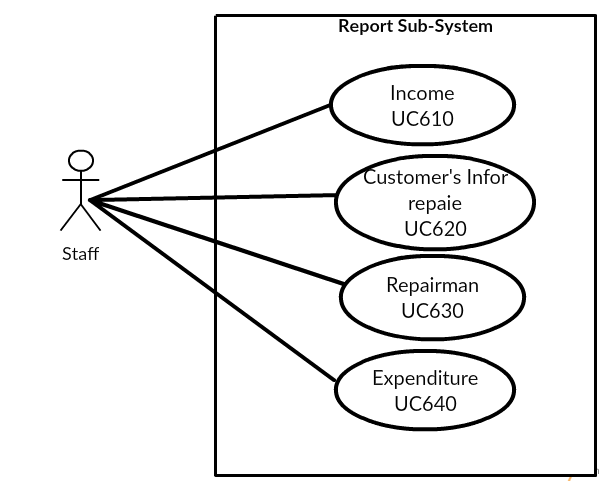 Report Sub-System
Income
UC610
Customer's Infor
repaie
UC620
Staff
Repairman
UC630
Expenditure
UC640